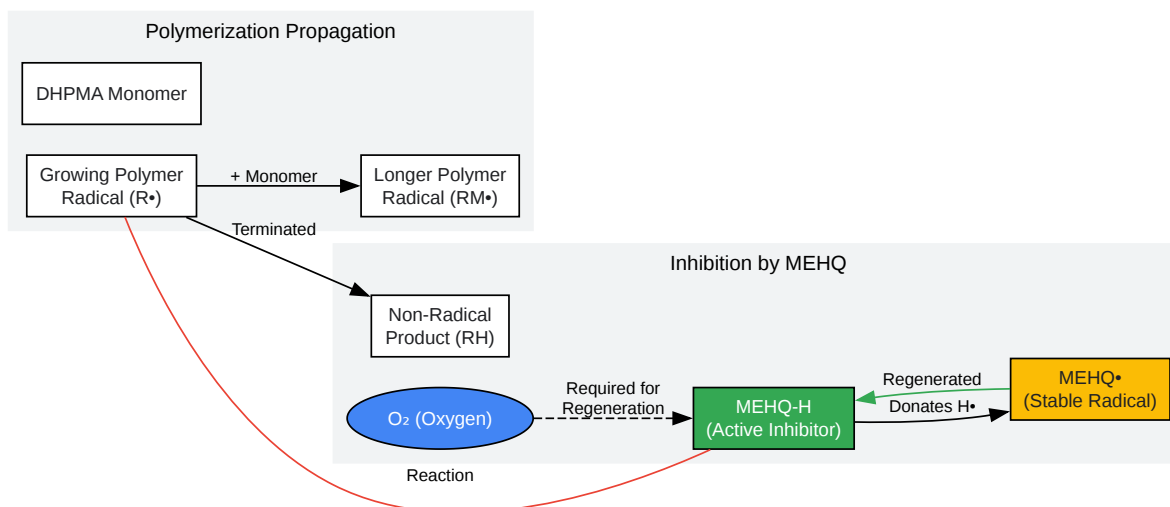 Polymerization Propagation
DHPMA Monomer
Growing Polymer
Radical (R•)
+ Monomer
Longer Polymer
Radical (RM•)
Terminated
Inhibition by MEHQ
Non-Radical
Product (RH)
O₂ (Oxygen)
Required for
Regeneration
MEHQ-H
(Active Inhibitor)
Regenerated
Donates H•
MEHQ•
(Stable Radical)
Reaction